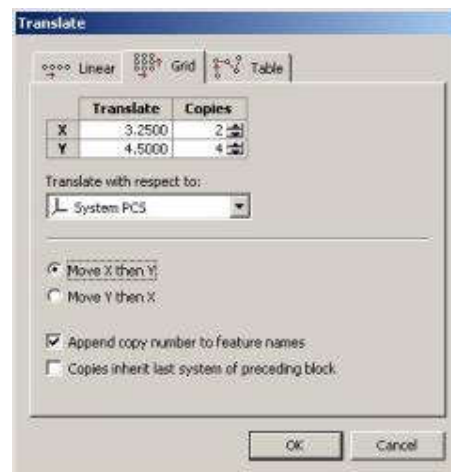 Translate
Linear Grid Table
Translate Copies
X 3.2500 2
Y 4.5000 4
Translate with respect to:
System PCS
Move X then Y
Move Y then X
Append copy number to feature names
Copies inherit last system of preceding block
OK Cancel